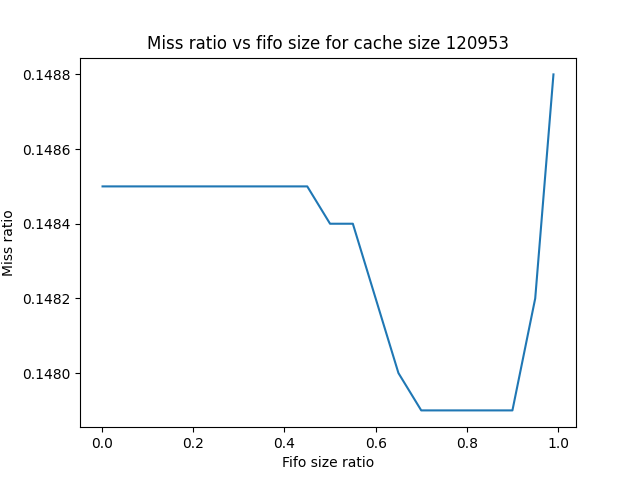 Miss ratio vs fifo size for cache size 120953
0.1488
0.1486
0.1484
0.1482
0.1480
Miss ratio
0.0 0.2 0.4 0.6 0.8 1.0
Fifo size ratio